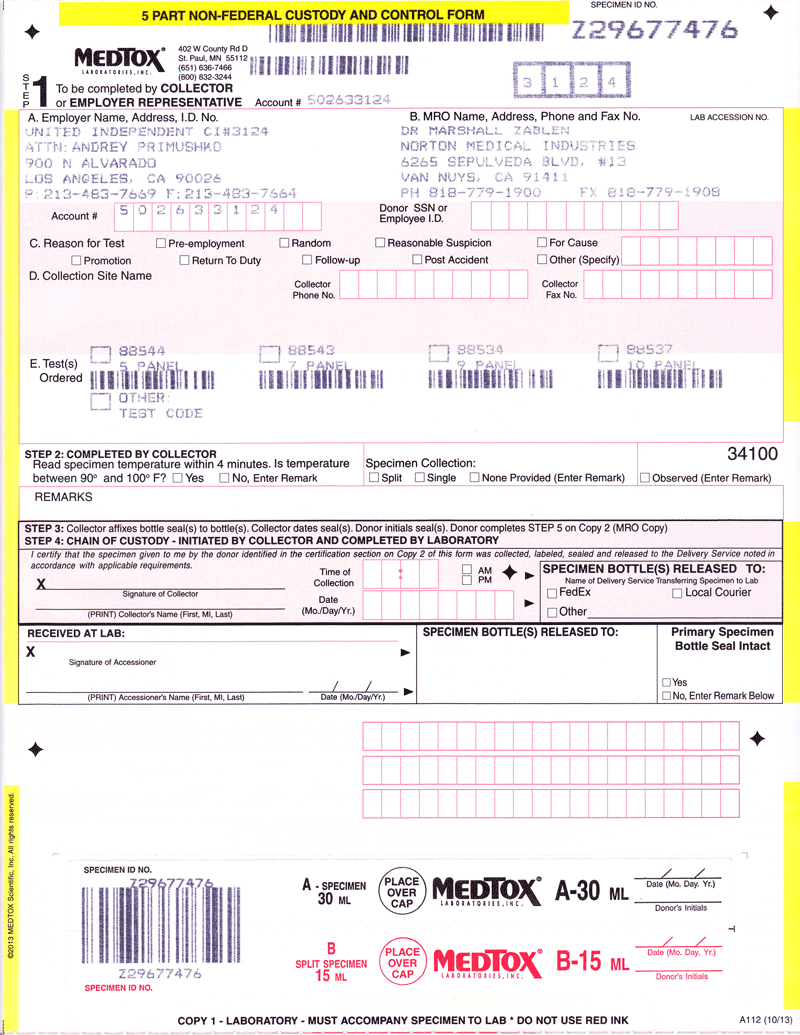 5 PART NON-FEDERAL CUSTODY AND CONTROL FORM
SPECIMEN ID NO.
Z29677476
MEDTOX®
LABORATORIES, INC.
402 W County Rd D
St. Paul, MN 55112
(651) 636-7466
(800) 832-3244
3124
STEP 1
To be completed by COLLECTOR
or EMPLOYER REPRESENTATIVE
Account # 502633124
A. Employer Name, Address, I.D. No.
UNITED INDEPENDENT CI#3124
ATTN: ANDREY PRIMUSHKO
900 N ALVARADO
LOS ANGELES, CA 90026
P: 213-483-7669 F: 213-483-7664
B. MRO Name, Address, Phone and Fax No.
LAB ACCESSION NO.
DR MARSHALL ZABLEN
NORTON MEDICAL INDUSTRIES
6265 SEPULVEDA BLVD, #13
VAN NUYS, CA 91411
PH 818-779-1900 FX 818-779-1908
Account # 502633124
Donor SSN or
Employee I.D.
C. Reason for Test Pre-employment Random Reasonable Suspicion For Cause
Promotion Return To Duty Follow-up Post Accident Other (Specify)
D. Collection Site Name
Collector
Phone No.
Collector
Fax No.
E. Test(s)
Ordered
88544
5 PANEL
88543
7 PANEL
88534
9 PANEL
88537
10 PANEL
OTHER:
TEST CODE
STEP 2: COMPLETED BY COLLECTOR
Read specimen temperature within 4 minutes. Is temperature
between 90° and 100° F? Yes No, Enter Remark
Specimen Collection:
Split Single None Provided (Enter Remark)
34100
Observed (Enter Remark)
REMARKS
STEP 3: Collector affixes bottle seal(s) to bottle(s). Collector dates seal(s). Donor initials seal(s). Donor completes STEP 5 on Copy 2 (MRO Copy)
STEP 4: CHAIN OF CUSTODY - INITIATED BY COLLECTOR AND COMPLETED BY LABORATORY
I certify that the specimen given to me by the donor identified in the certification section on Copy 2 of this form was collected, labeled, sealed and released to the Delivery Service noted in
accordance with applicable requirements.
X
Signature of Collector
(PRINT) Collector's Name (First, MI, Last)
Time of
Collection
:
AM
PM
Date
(Mo./Day/Yr.)
SPECIMEN BOTTLE(S) RELEASED TO:
Name of Delivery Service Transferring Specimen to Lab
FedEx Local Courier
Other
RECEIVED AT LAB:
X
Signature of Accessioner
(PRINT) Accessioner's Name (First, MI, Last)
/ /
Date (Mo./Day/Yr.)
SPECIMEN BOTTLE(S) RELEASED TO:
Primary Specimen
Bottle Seal Intact
Yes
No, Enter Remark Below
©2013 MEDTOX Scientific, Inc. All rights reserved.
SPECIMEN ID NO.
Z29677476
Z29677476
SPECIMEN ID NO.
A - SPECIMEN
30 ML
PLACE
OVER
CAP
MEDTOX®
LABORATORIES, INC.
A-30 ML
/ /
Date (Mo. Day. Yr.)
Donor's Initials
B
SPLIT SPECIMEN
15 ML
PLACE
OVER
CAP
MEDTOX®
LABORATORIES, INC.
B-15 ML
/ /
Date (Mo. Day. Yr.)
Donor's Initials
COPY 1 - LABORATORY - MUST ACCOMPANY SPECIMEN TO LAB * DO NOT USE RED INK
A112 (10/13)